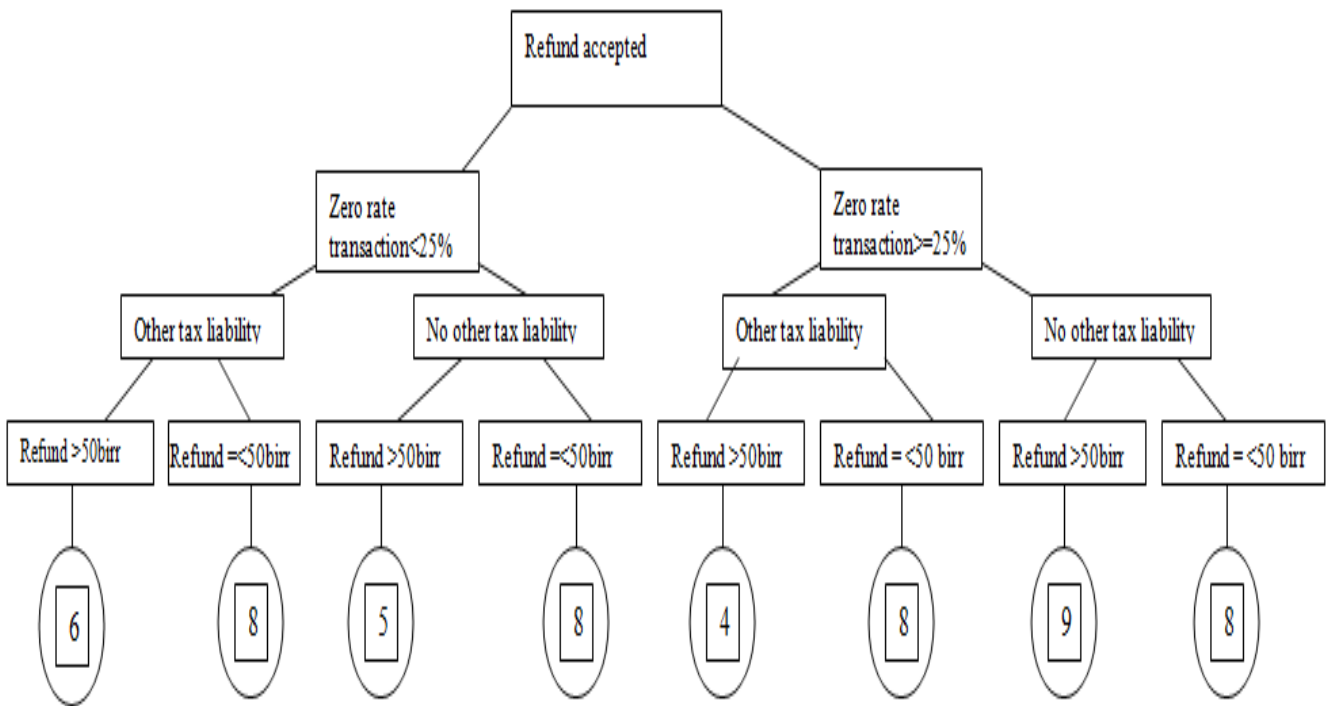 Refund accepted
Zero rate
transaction<25%
Zero rate
transaction>=25%
Other tax liability
No other tax liability
Other tax liability
No other tax liability
Refund >50birr
Refund =<50birr
Refund >50birr
Refund =<50birr
Refund >50birr
Refund = <50 birr
Refund >50birr
Refund = <50 birr
6
8
5
8
4
8
9
8